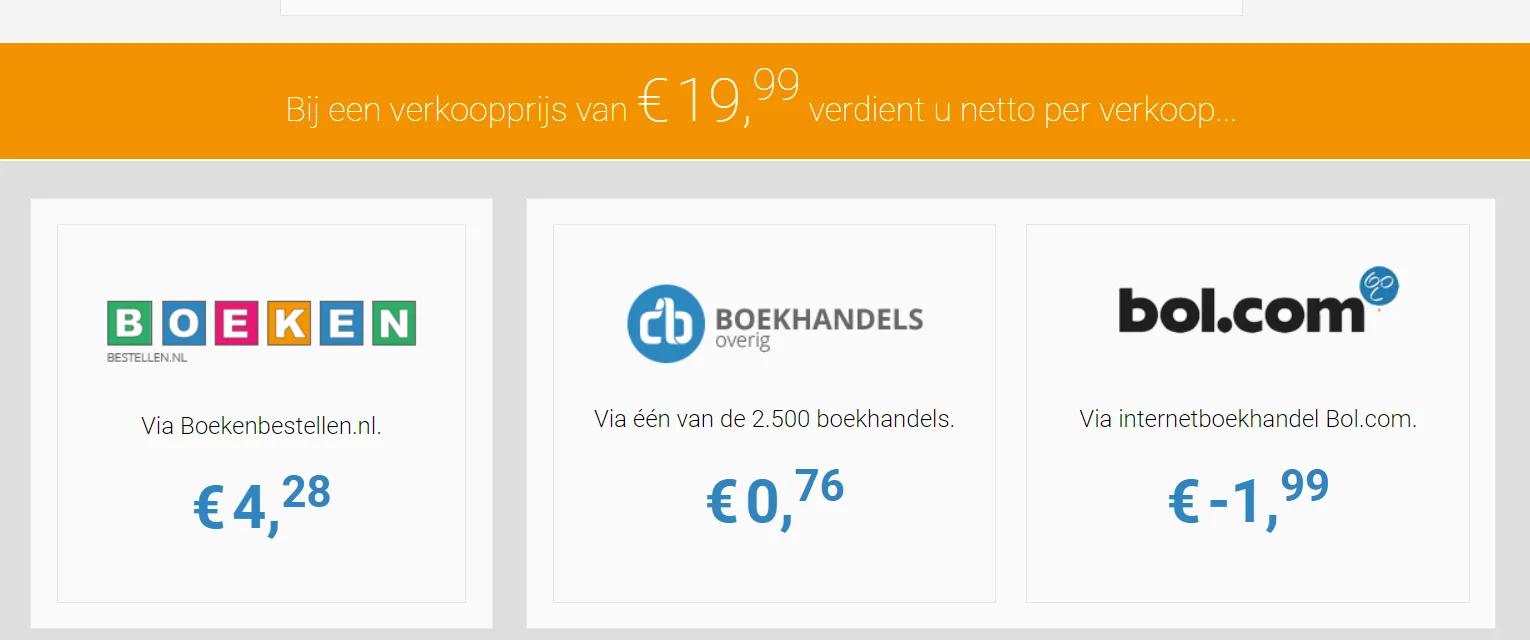 Bij een verkoopprijs van € 19,99 verdient u netto per verkoop...
BOEKEN
BESTELLEN.NL
Via Boekenbestellen.nl.
€ 4,28
cb BOEKHANDELS
overig
Via één van de 2.500 boekhandels.
€ 0,76
bol.com
Via internetboekhandel Bol.com.
€ -1,99